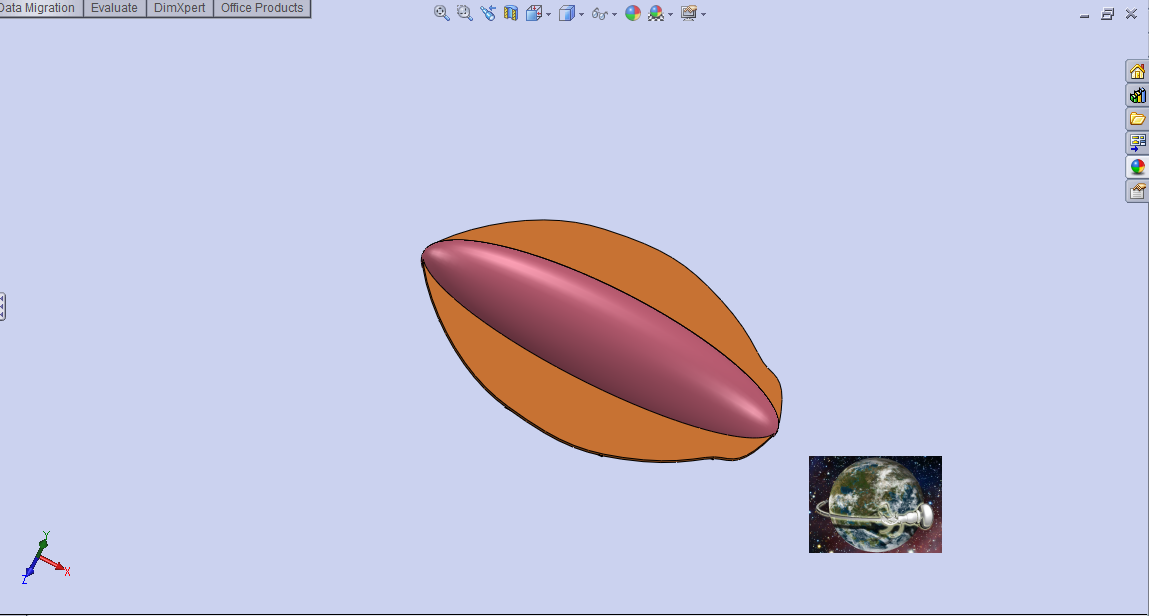 Data Migration Evaluate DimXpert Office Products
Y
X
Z